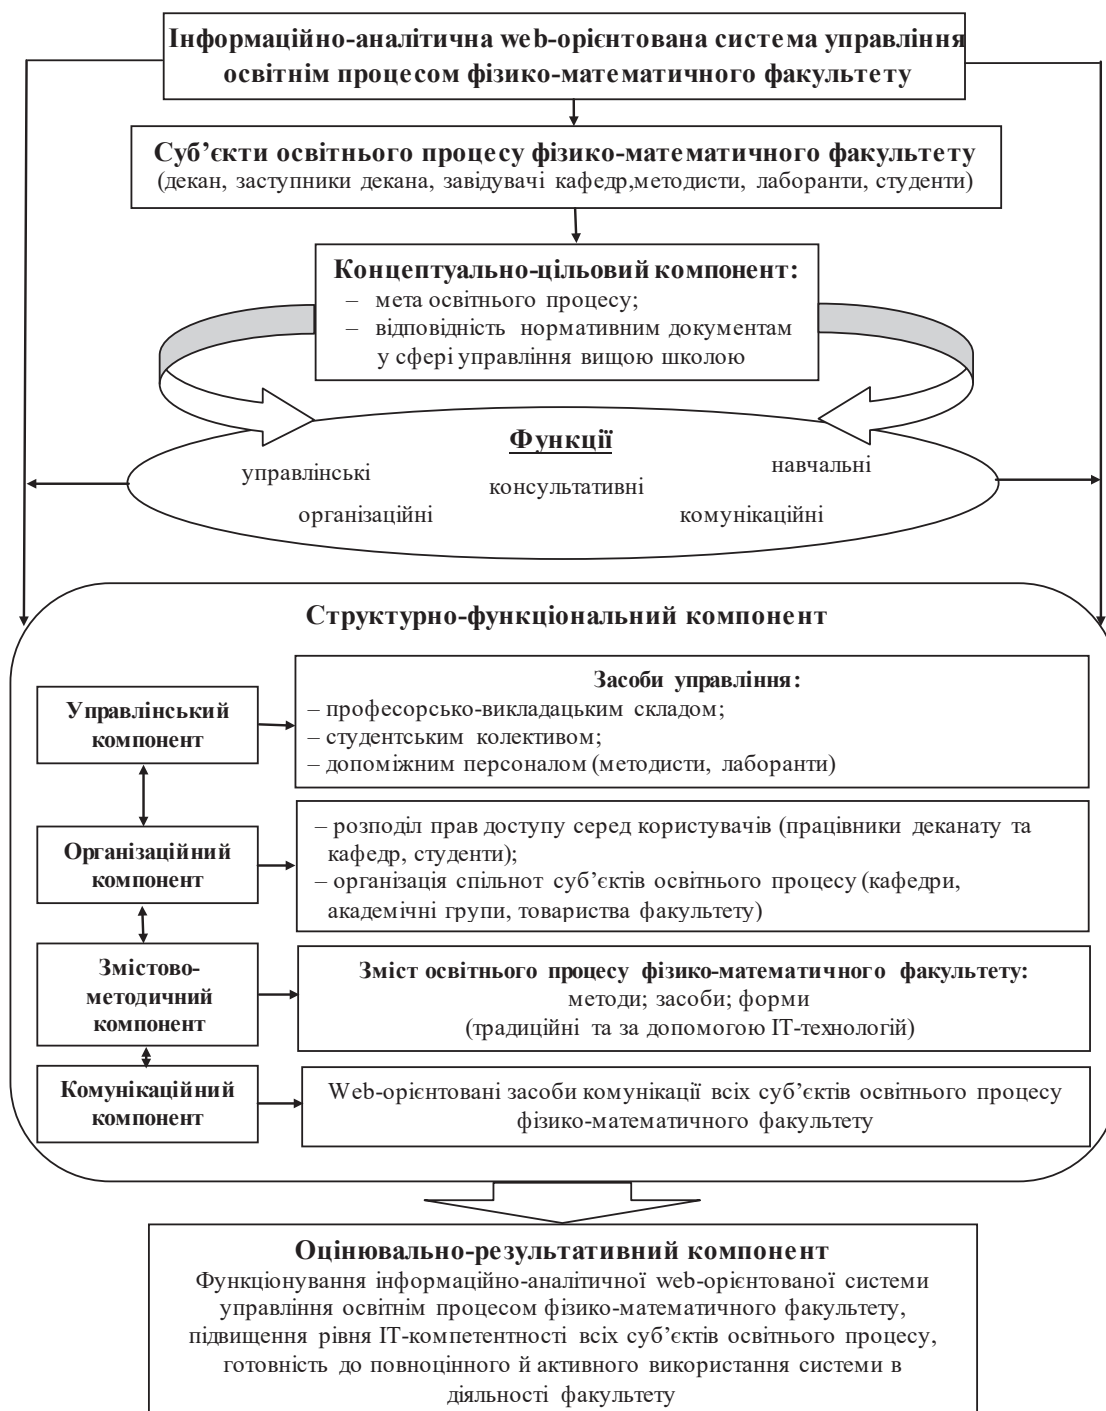 Інформаційно-аналітична web-орієнтована система управління
освітнім процесом фізико-математичного факультету
Суб’єкти освітнього процесу фізико-математичного факультету
(декан, заступники декана, завідувачі кафедр,методисти, лаборанти, студенти)
Концептуально-цільовий компонент:
– мета освітнього процесу;
– відповідність нормативним документам
у сфері управління вищою школою
Функції
управлінські
консультативні
навчальні
організаційні
комунікаційні
Структурно-функціональний компонент
Управлінський
компонент
Засоби управління:
– професорсько-викладацьким складом;
– студентським колективом;
– допоміжним персоналом (методисти, лаборанти)
Організаційний
компонент
– розподіл прав доступу серед користувачів (працівники деканату та
кафедр, студенти);
– організація спільнот суб’єктів освітнього процесу (кафедри,
академічні групи, товариства факультету)
Змістово-
методичний
компонент
Зміст освітнього процесу фізико-математичного факультету:
методи; засоби; форми
(традиційні та за допомогою ІТ-технологій)
Комунікаційний
компонент
Web-орієнтовані засоби комунікації всіх суб’єктів освітнього процесу
фізико-математичного факультету
Оцінювально-результативний компонент
Функціонування інформаційно-аналітичної web-орієнтованої системи
управління освітнім процесом фізико-математичного факультету,
підвищення рівня ІТ-компетентності всіх суб’єктів освітнього процесу,
готовність до повноцінного й активного використання системи в
діяльності факультету